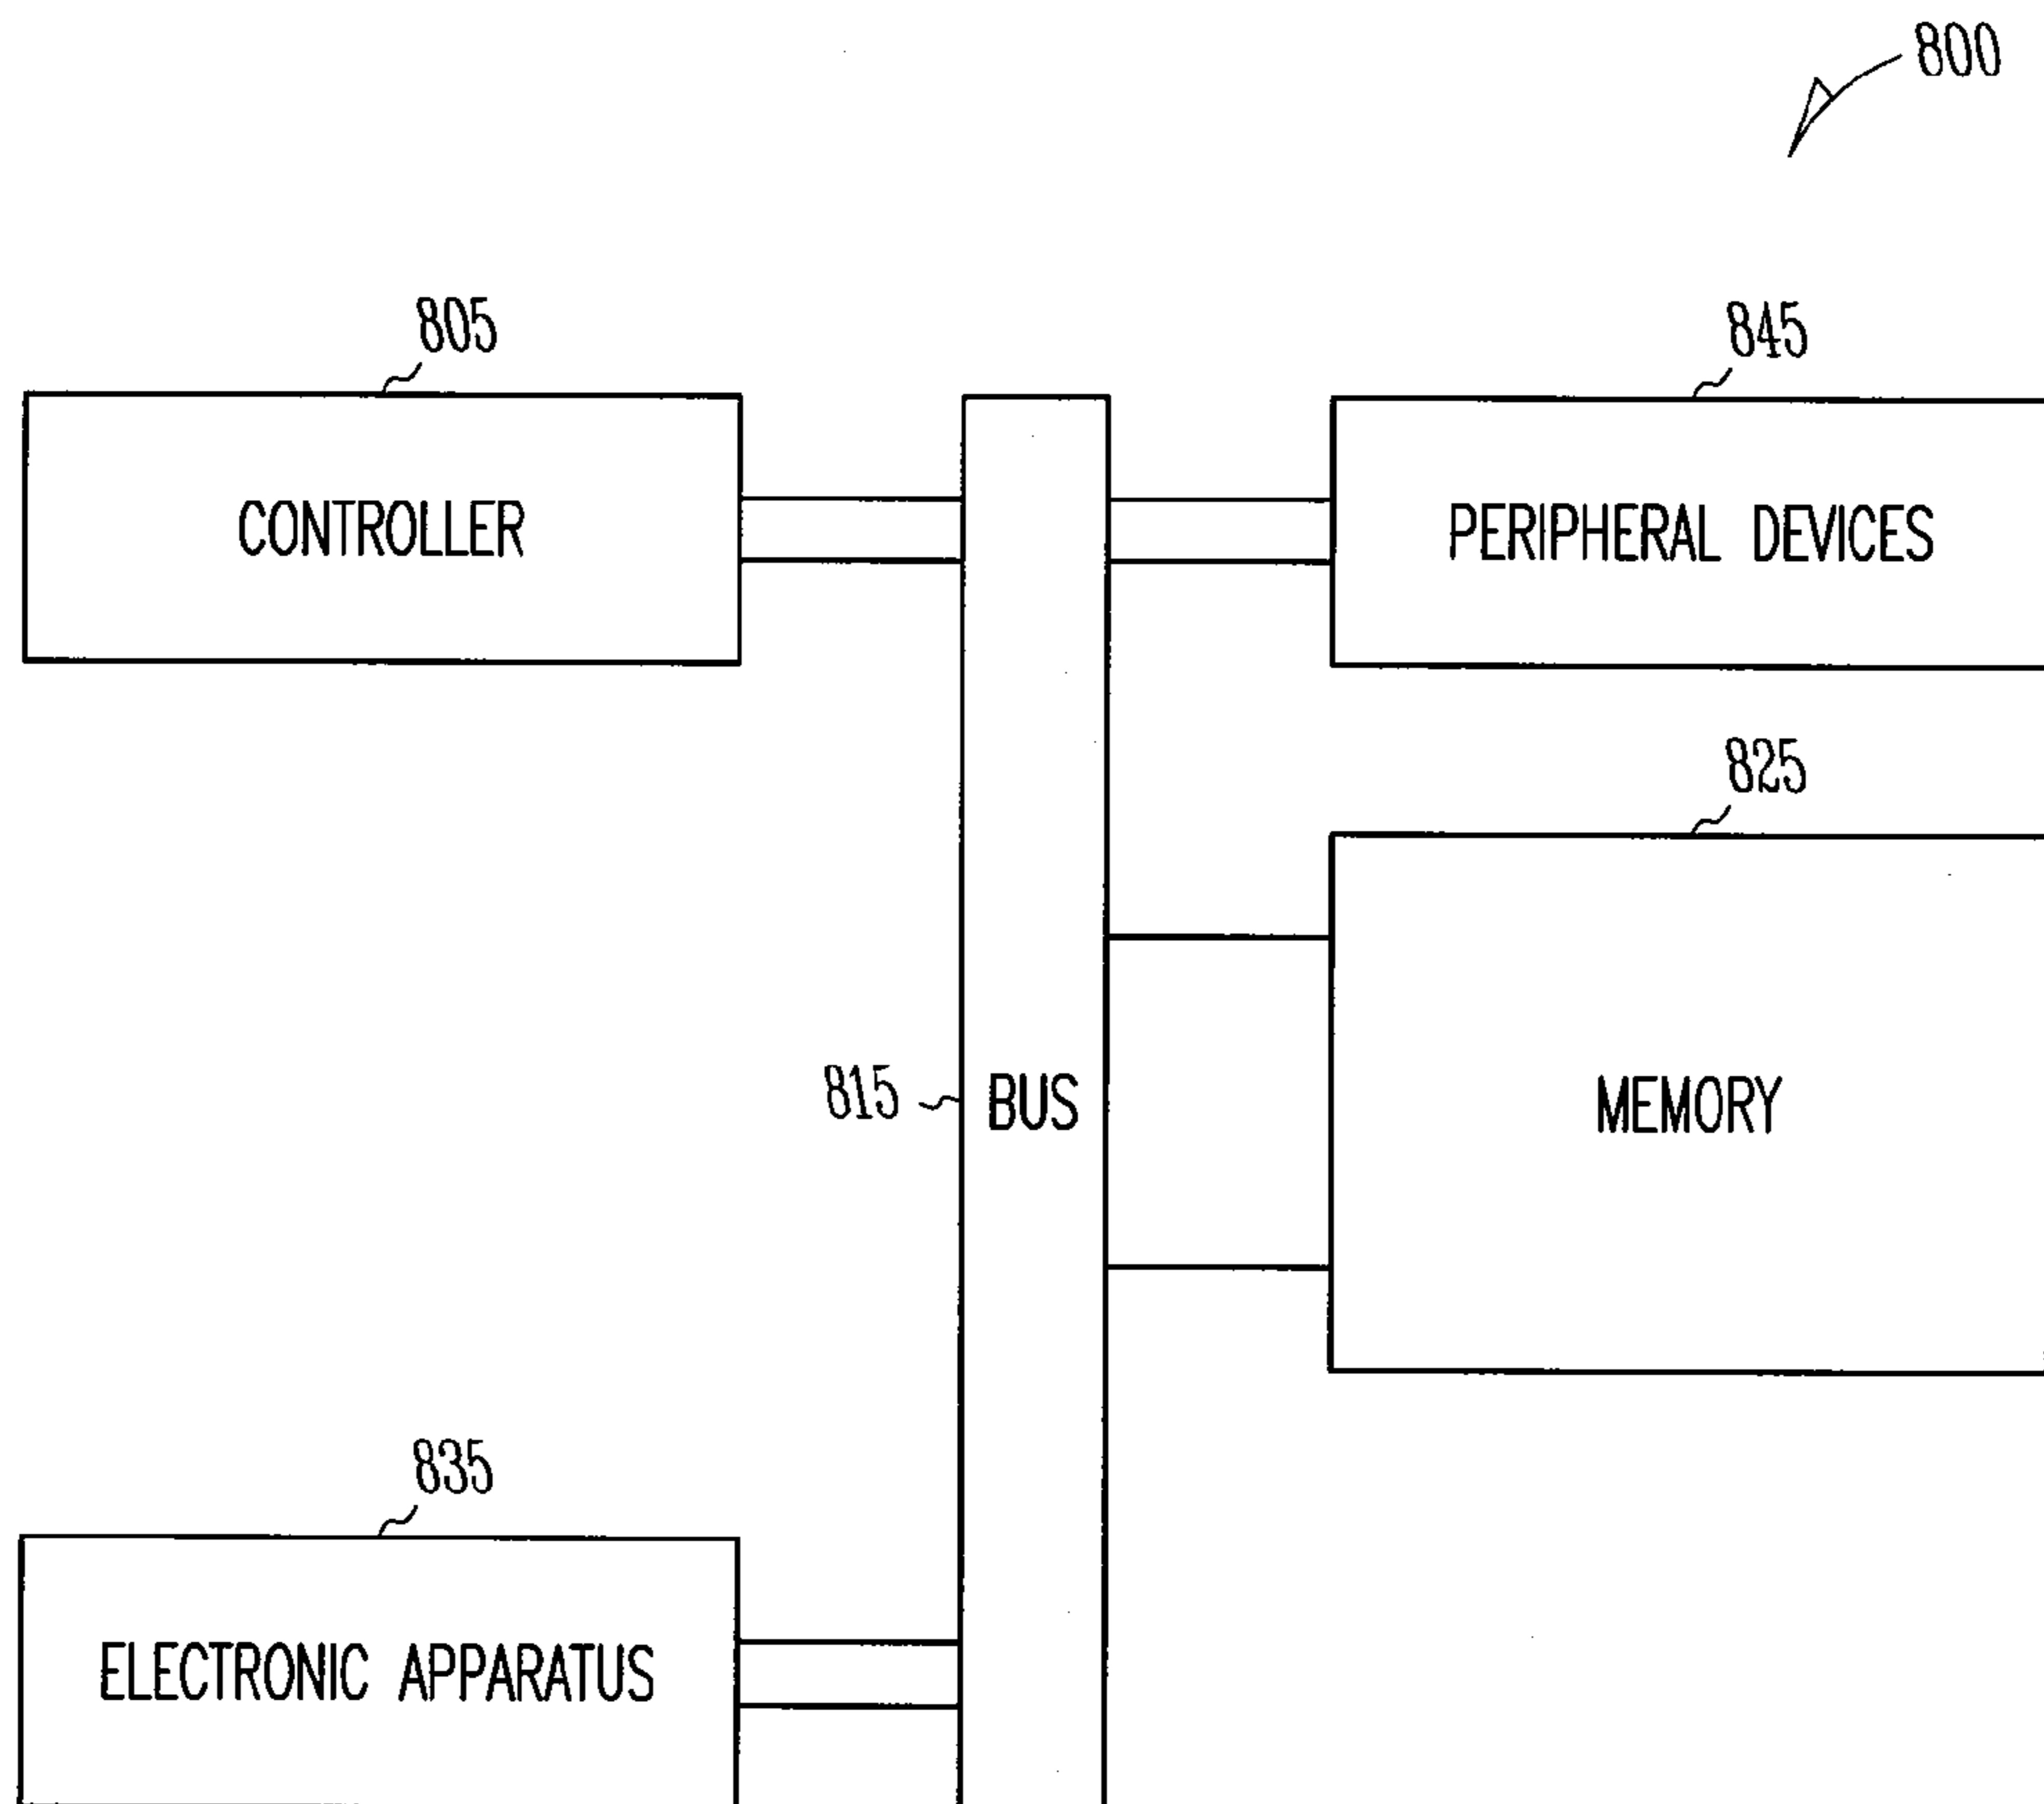 800
805
845
CONTROLLER
PERIPHERAL DEVICES
825
815
BUS
MEMORY
835
ELECTRONIC APPARATUS